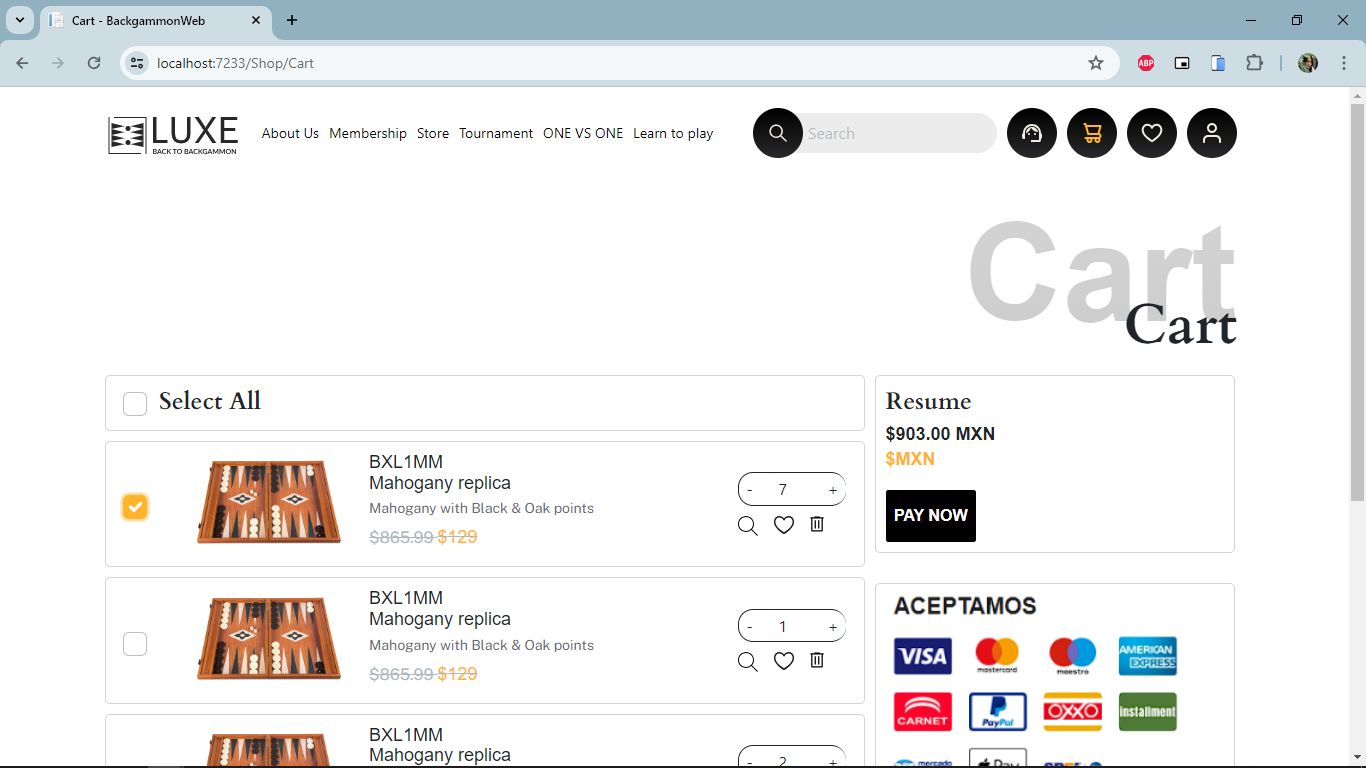 Cart - BackgammonWeb
localhost:7233/Shop/Cart
ABP
LUXE
BACK TO BACKGAMMON
About Us Membership Store Tournament ONE VS ONE Learn to play
Search
Cart
Cart
Select All
BXL1MM
Mahogany replica
Mahogany with Black & Oak points
$865.99 $129
- 7 +
BXL1MM
Mahogany replica
Mahogany with Black & Oak points
$865.99 $129
- 1 +
BXL1MM
Mahogany replica
- 2 +
Resume
$903.00 MXN
$MXN
PAY NOW
ACEPTAMOS
VISA mastercard maestro AMERICAN EXPRESS
CARNET PayPal OXXO installment
mercado Pay SPEI